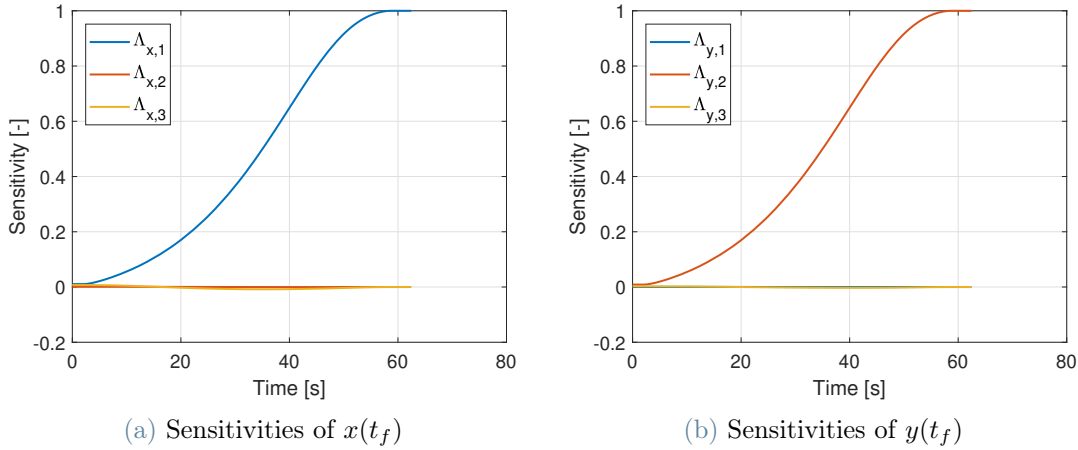 1
0.8
0.6
0.4
0.2
0
-0.2
Sensitivity [-]
Λx,1
Λx,2
Λx,3
0 20 40 60 80
Time [s]
(a) Sensitivities of x(tf)
1
0.8
0.6
0.4
0.2
0
-0.2
Sensitivity [-]
Λy,1
Λy,2
Λy,3
0 20 40 60 80
Time [s]
(b) Sensitivities of y(tf)